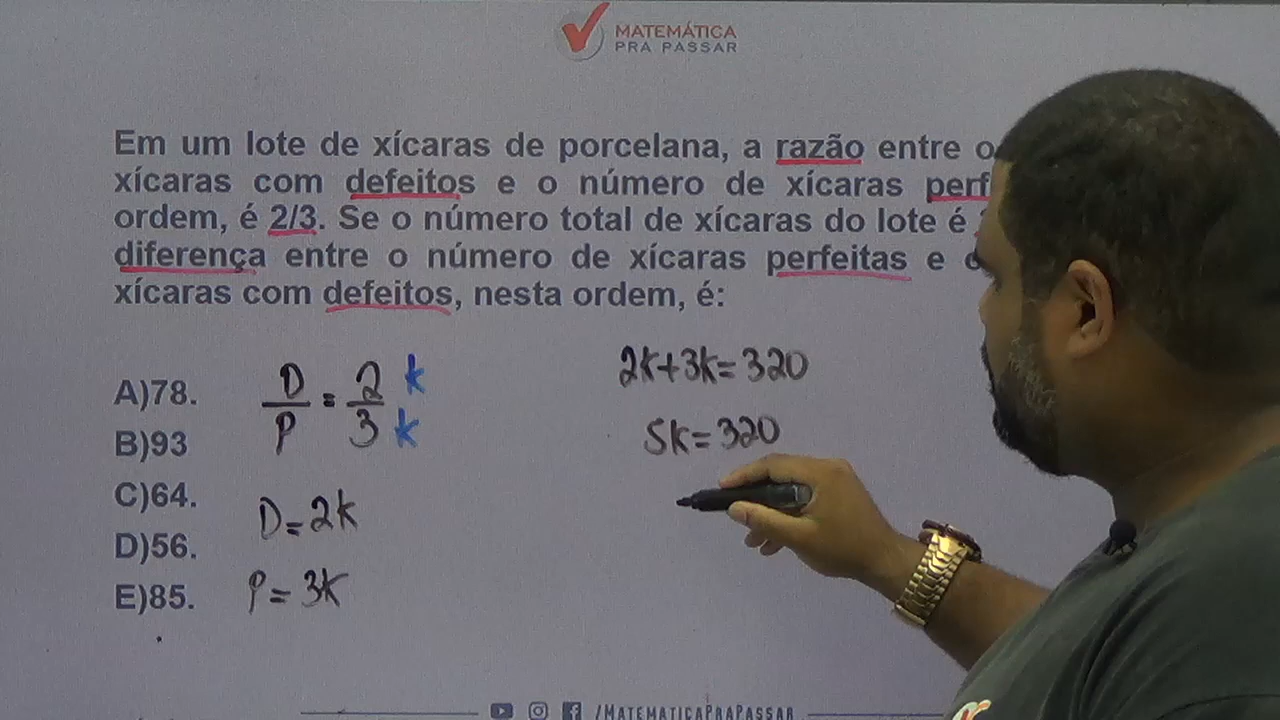 MATEMÁTICA
PRA PASSAR
Em um lote de xícaras de porcelana, a razão entre
xícaras com defeitos e o número de xícaras
ordem, é 2/3. Se o número total de xícaras do lote é
diferença entre o número de xícaras perfeitas e
xícaras com defeitos, nesta ordem, é:
A)78.
B)93
C)64.
D)56.
E)85.
D/P = 2k/3k
D=2k
P=3k
2k+3k=320
5k=320
/MATEMATICAPRAPASSAR